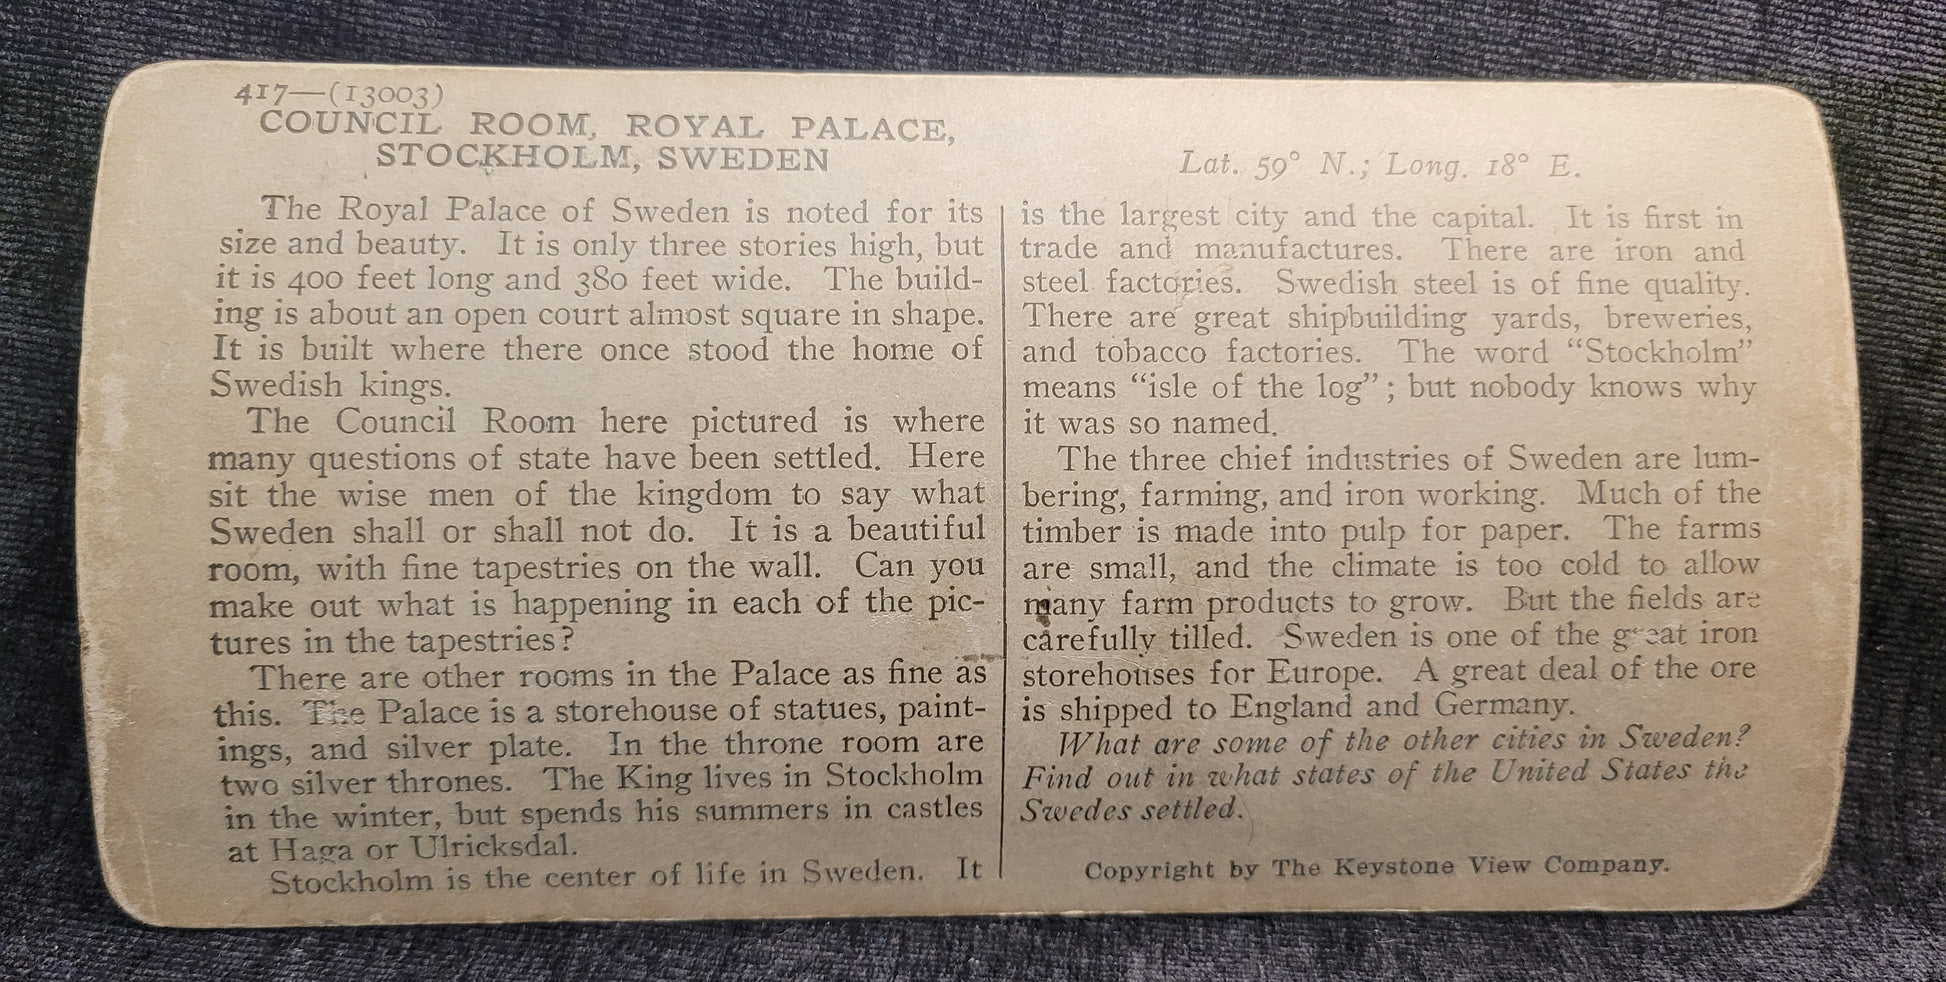 417—(13003)
COUNCIL ROOM, ROYAL PALACE,
STOCKHOLM, SWEDEN
Lat. 59° N.; Long. 18° E.
The Royal Palace of Sweden is noted for its
size and beauty. It is only three stories high, but
it is 400 feet long and 380 feet wide. The build-
ing is about an open court almost square in shape.
It is built where there once stood the home of
Swedish kings.
The Council Room here pictured is where
many questions of state have been settled. Here
sit the wise men of the kingdom to say what
Sweden shall or shall not do. It is a beautiful
room, with fine tapestries on the wall. Can you
make out what is happening in each of the pic-
tures in the tapestries?
There are other rooms in the Palace as fine as
this. The Palace is a storehouse of statues, paint-
ings, and silver plate. In the throne room are
two silver thrones. The King lives in Stockholm
in the winter, but spends his summers in castles
at Haga or Ulricksdal.
Stockholm is the center of life in Sweden. It
is the largest city and the capital. It is first in
trade and manufactures. There are iron and
steel factories. Swedish steel is of fine quality.
There are great shipbuilding yards, breweries,
and tobacco factories. The word “Stockholm”
means “isle of the log”; but nobody knows why
it was so named.
The three chief industries of Sweden are lum-
bering, farming, and iron working. Much of the
timber is made into pulp for paper. The farms
are small, and the climate is too cold to allow
many farm products to grow. But the fields are
carefully tilled. Sweden is one of the great iron
storehouses for Europe. A great deal of the ore
is shipped to England and Germany.
What are some of the other cities in Sweden?
Find out in what states of the United States the
Swedes settled.
Copyright by The Keystone View Company.